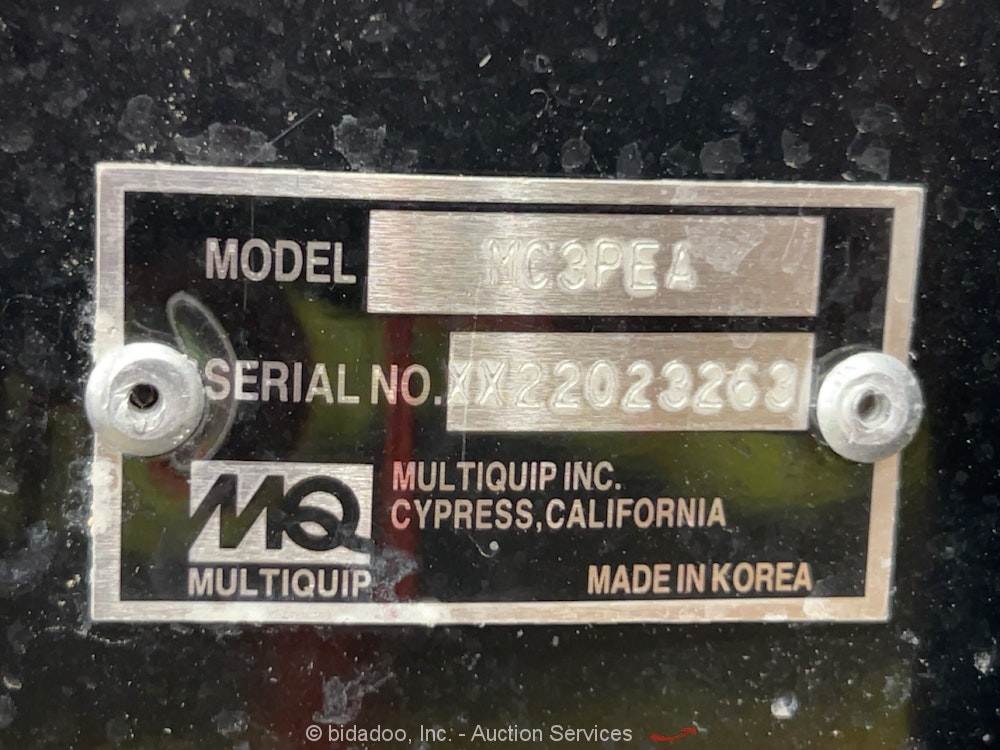 MODEL MC3PEA
SERIAL NO. XX22023263
MQ
MULTIQUIP
MULTIQUIP INC.
CYPRESS, CALIFORNIA
MADE IN KOREA
© bidadoo, Inc. - Auction Services